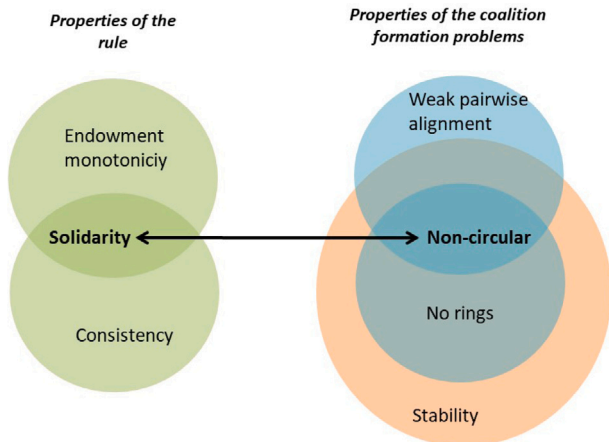 Properties of the
rule
Properties of the coalition
formation problems
Endowment
monotoniciy
Weak pairwise
alignment
Solidarity
Non-circular
Consistency
No rings
Stability